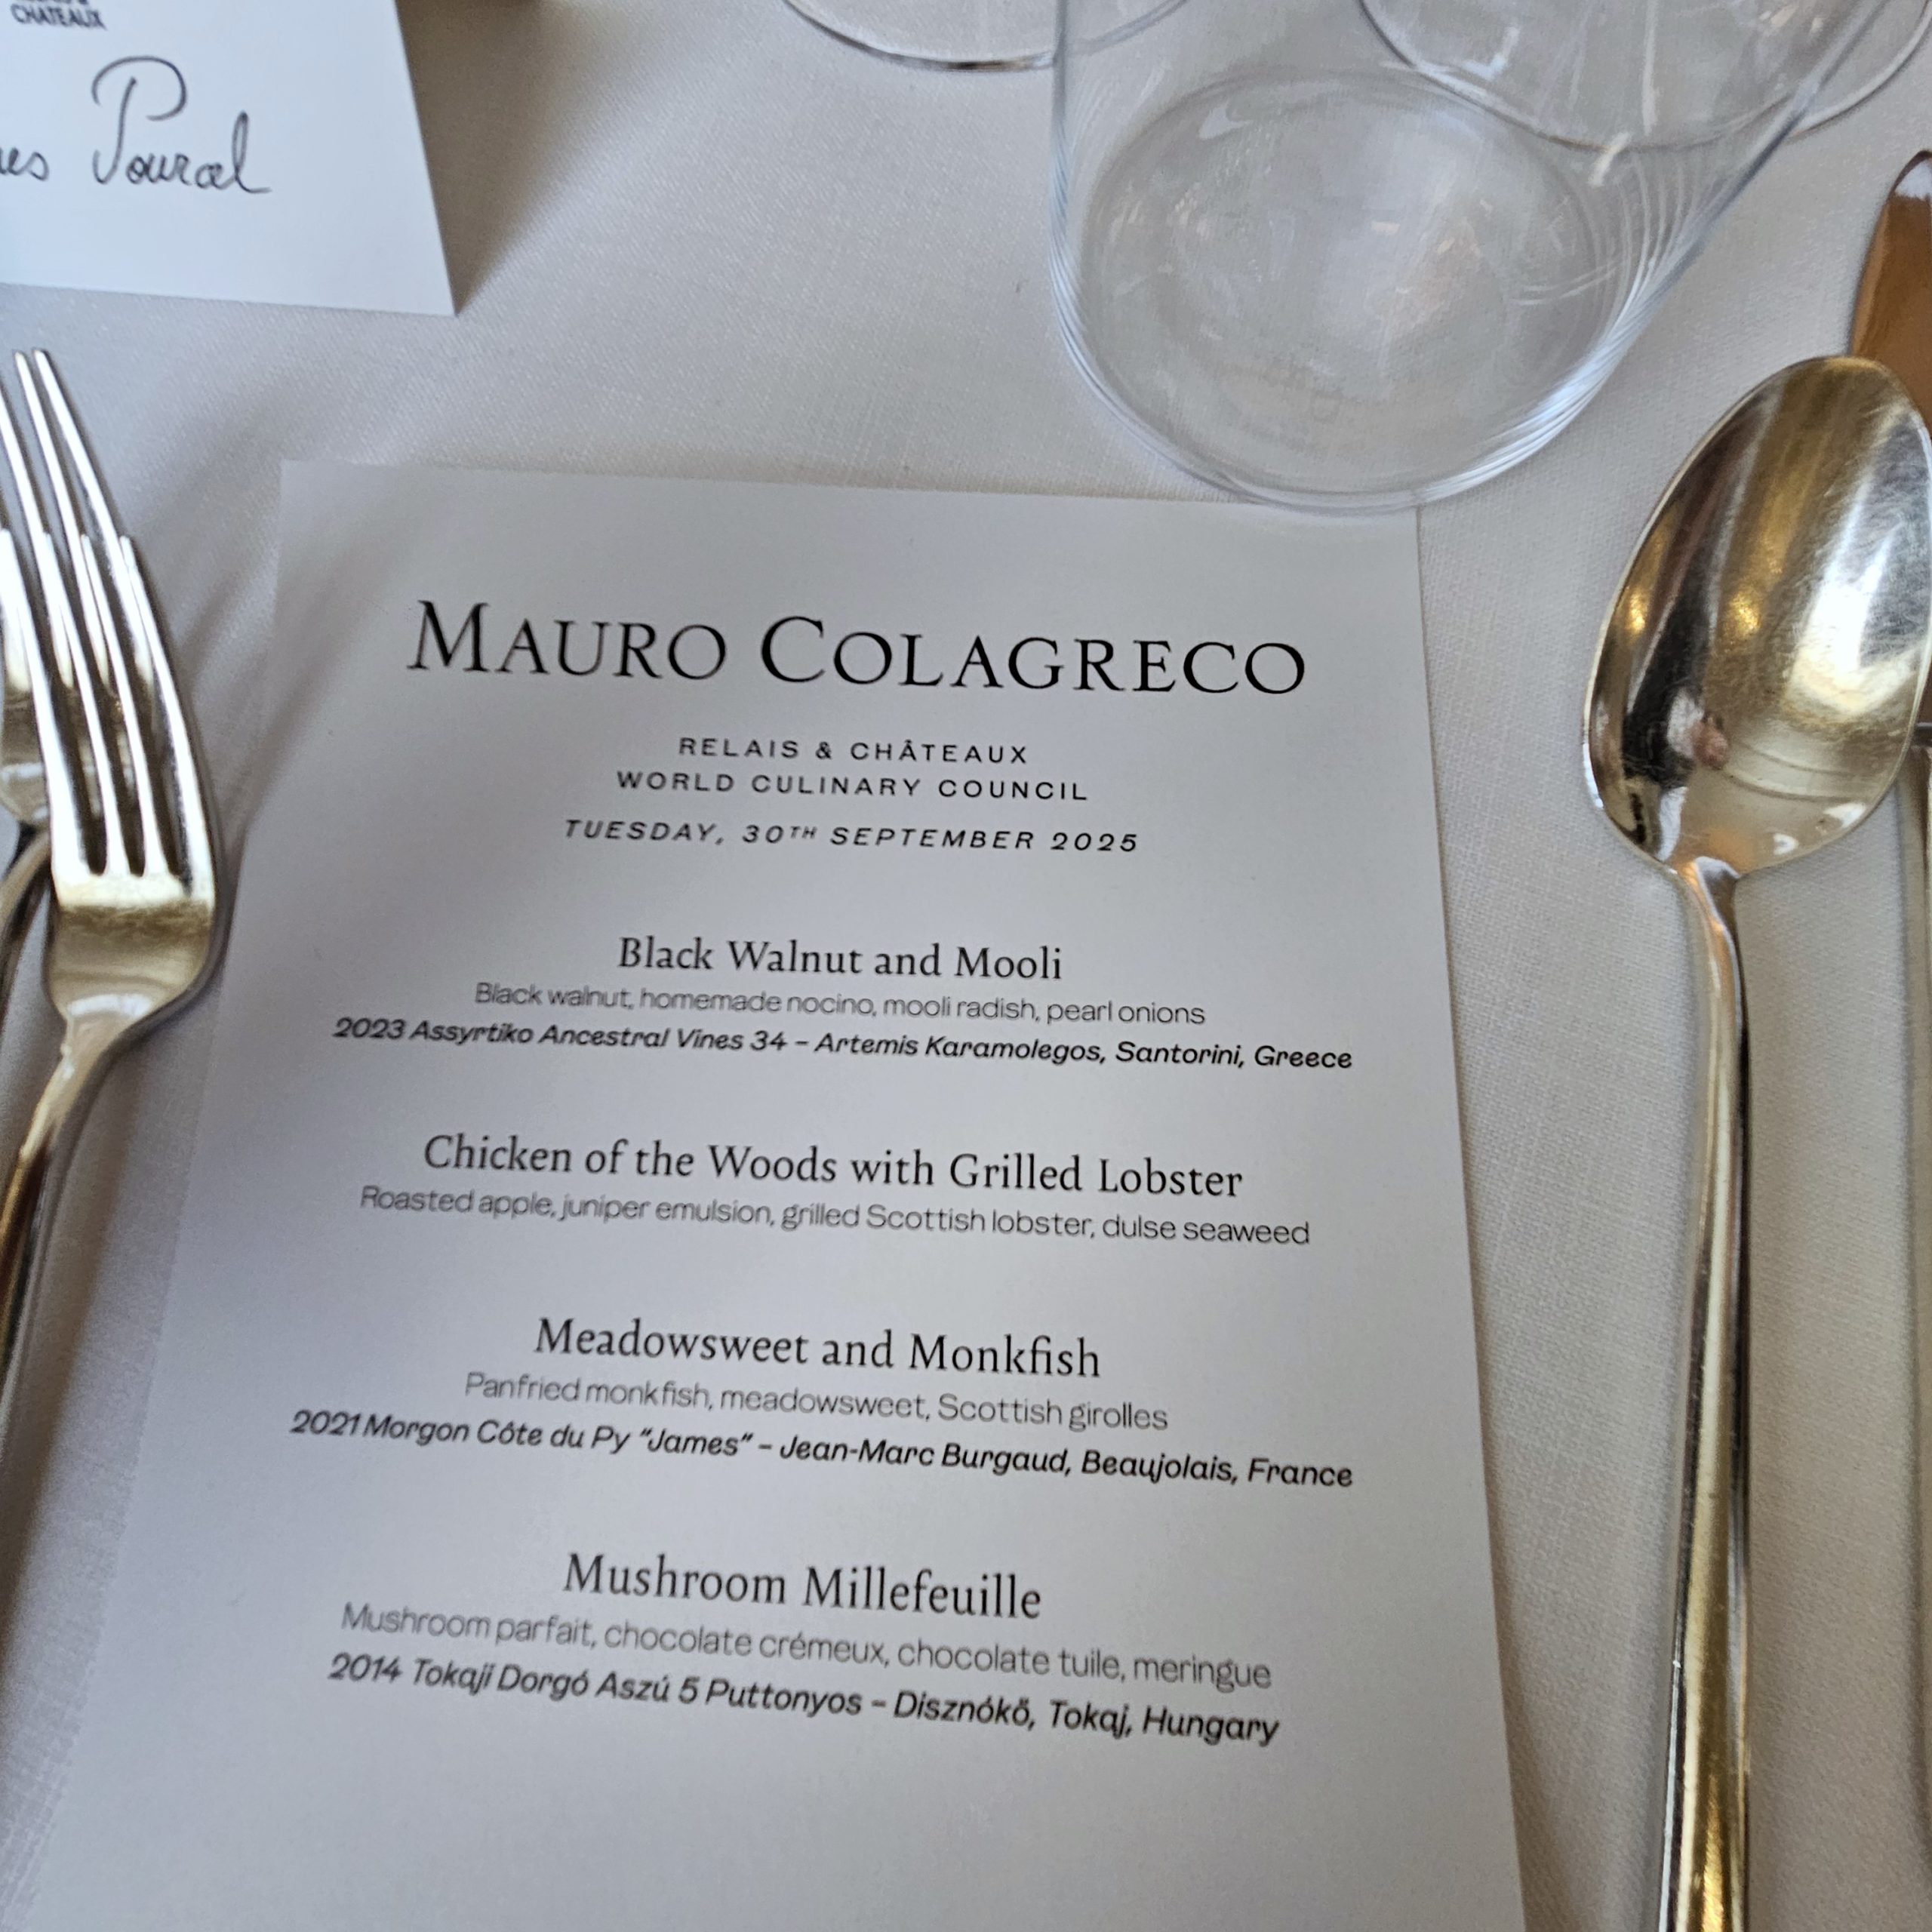 CHATEAUX
Pourcel
MAURO COLAGRECO
RELAIS & CHÂTEAUX
WORLD CULINARY COUNCIL
TUESDAY, 30TH SEPTEMBER 2025
Black Walnut and Mooli
Black walnut, homemade nocino, mooli radish, pearl onions
2023 Assyrtiko Ancestral Vines 34 – Artemis Karamolegos, Santorini, Greece
Chicken of the Woods with Grilled Lobster
Roasted apple, juniper emulsion, grilled Scottish lobster, dulse seaweed
Meadowsweet and Monkfish
Panfried monkfish, meadowsweet, Scottish girolles
2021 Morgon Côte du Py "James" – Jean-Marc Burgaud, Beaujolais, France
Mushroom Millefeuille
Mushroom parfait, chocolate crémeux, chocolate tuile, meringue
2014 Tokaji Dorgó Aszú 5 Puttonyos – Disznókő, Tokaj, Hungary